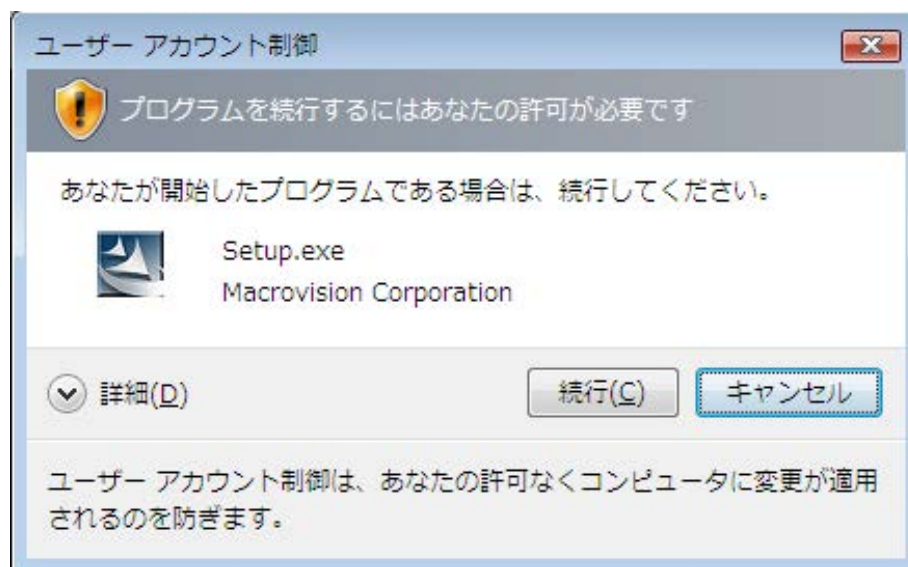 ユーザー アカウント制御
プログラムを続行するにはあなたの許可が必要です
あなたが開始したプログラムである場合は、続行してください。
Setup.exe
Macrovision Corporation
詳細(D)
続行(C)
キャンセル
ユーザー アカウント制御は、あなたの許可なくコンピュータに変更が適用
されるのを防ぎます。